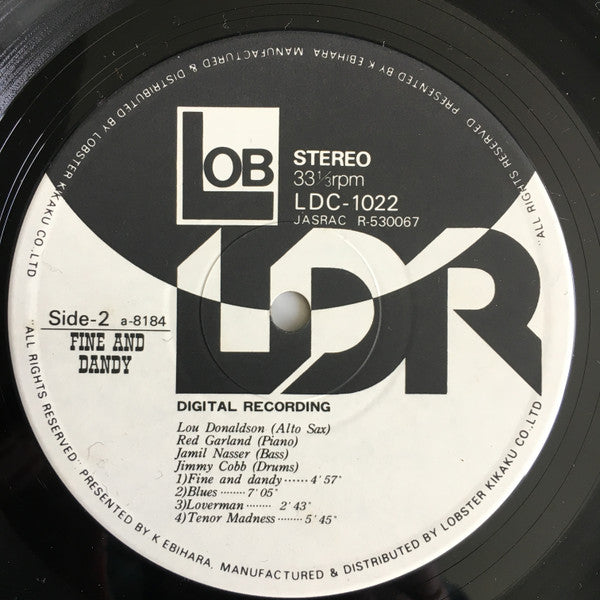 LOB
STEREO
33 1/3rpm
LDC-1022
JASRAC R-530067
LDR
Side-2 a-8184
FINE AND
DANDY
DIGITAL RECORDING
Lou Donaldson (Alto Sax)
Red Garland (Piano)
Jamil Nasser (Bass)
Jimmy Cobb (Drums)
1)Fine and dandy ······ 4'57"
2)Blues ········ 7'05"
3)Loverman ······ 2'43"
4)Tenor Madness ········ 5'45"
"ALL RIGHTS RESERVED" PRESENTED BY K EBIHARA, MANUFACTURED & DISTRIBUTED BY LOBSTER KIKAKU CO.,LTD
"ALL RIGHTS RESERVED PRESENTED BY K EBIHARA, MANUFACTURED & DISTRIBUTED BY LOBSTER KIKAKU CO.,LTD